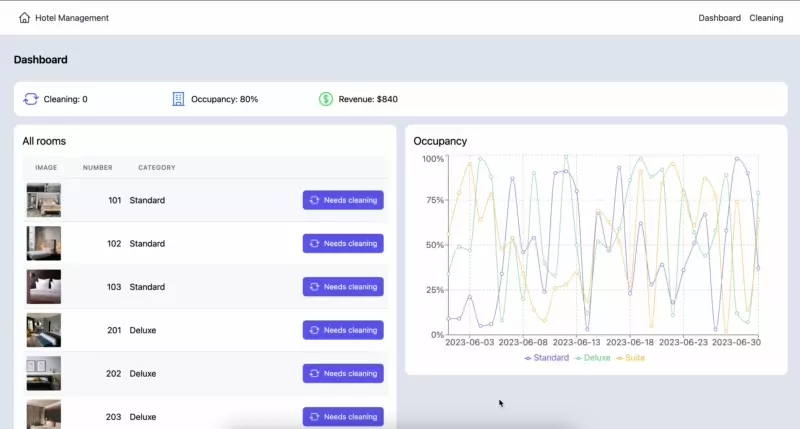 Hotel Management
Dashboard Cleaning
Dashboard
Cleaning: 0 Occupancy: 80% Revenue: $840
All rooms
IMAGE NUMBER CATEGORY
101 Standard Needs cleaning
102 Standard Needs cleaning
103 Standard Needs cleaning
201 Deluxe Needs cleaning
202 Deluxe Needs cleaning
203 Deluxe Needs cleaning
Occupancy
100%
75%
50%
25%
0%
2023-06-03 2023-06-08 2023-06-13 2023-06-18 2023-06-23 2023-06-30
Standard Deluxe Suite